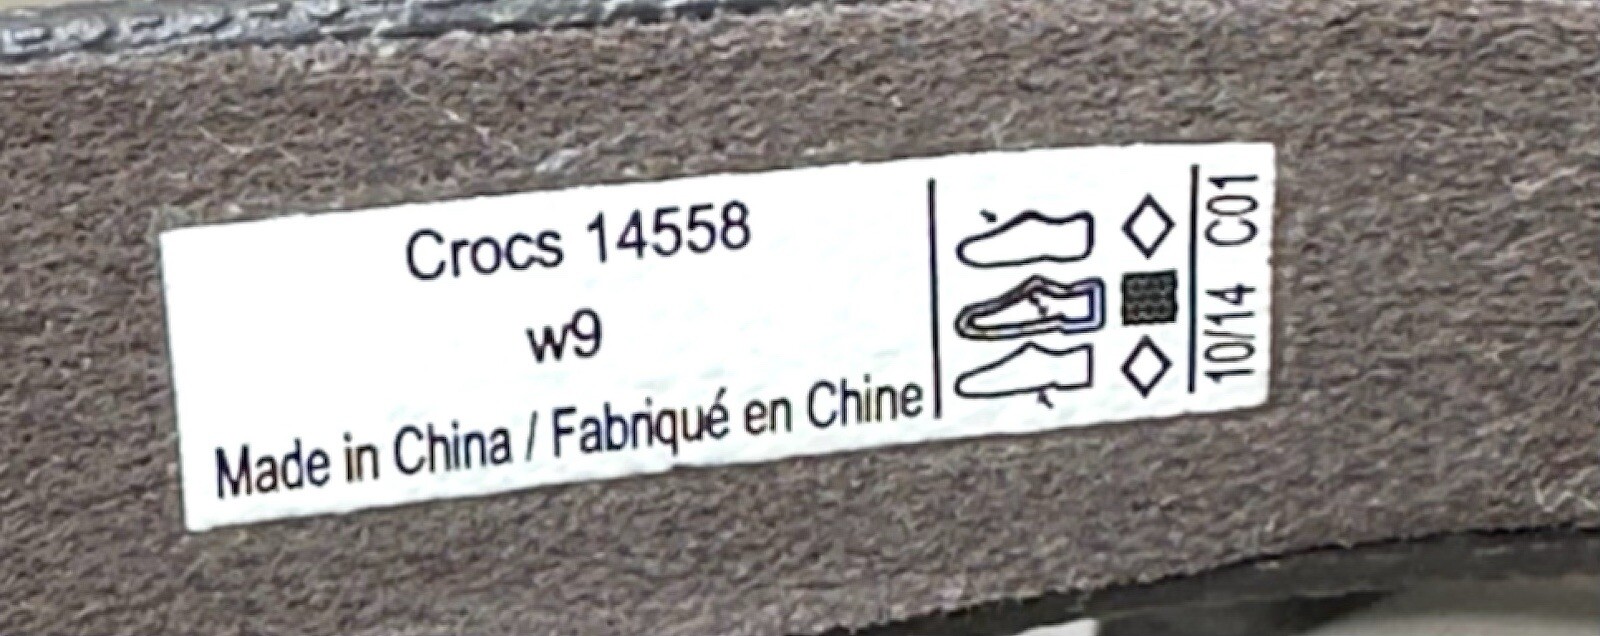 Crocs 14558
w9
Made in China / Fabriqué en Chine
10/14 C01